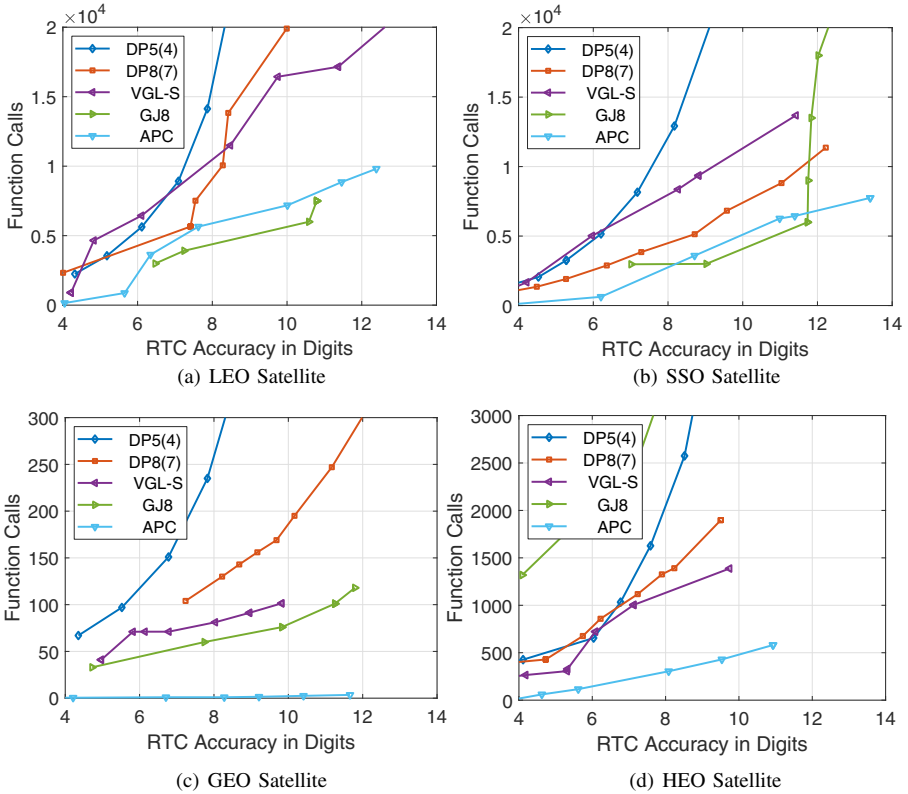 ×10⁴
2
1.5
1
0.5
0
Function Calls
DP5(4)
DP8(7)
VGL-S
GJ8
APC
4 6 8 10 12 14
RTC Accuracy in Digits
(a) LEO Satellite
×10⁴
2
1.5
1
0.5
0
Function Calls
DP5(4)
DP8(7)
VGL-S
GJ8
APC
4 6 8 10 12 14
RTC Accuracy in Digits
(b) SSO Satellite
300
250
200
150
100
50
0
Function Calls
DP5(4)
DP8(7)
VGL-S
GJ8
APC
4 6 8 10 12 14
RTC Accuracy in Digits
(c) GEO Satellite
3000
2500
2000
1500
1000
500
0
Function Calls
DP5(4)
DP8(7)
VGL-S
GJ8
APC
4 6 8 10 12 14
RTC Accuracy in Digits
(d) HEO Satellite